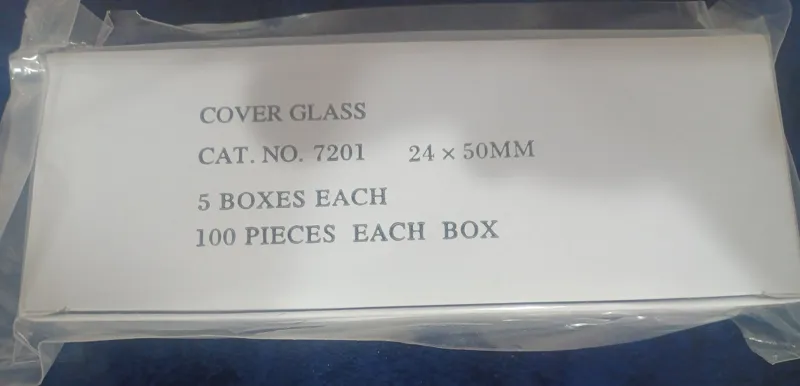 COVER GLASS
CAT. NO. 7201 24 × 50MM
5 BOXES EACH
100 PIECES EACH BOX